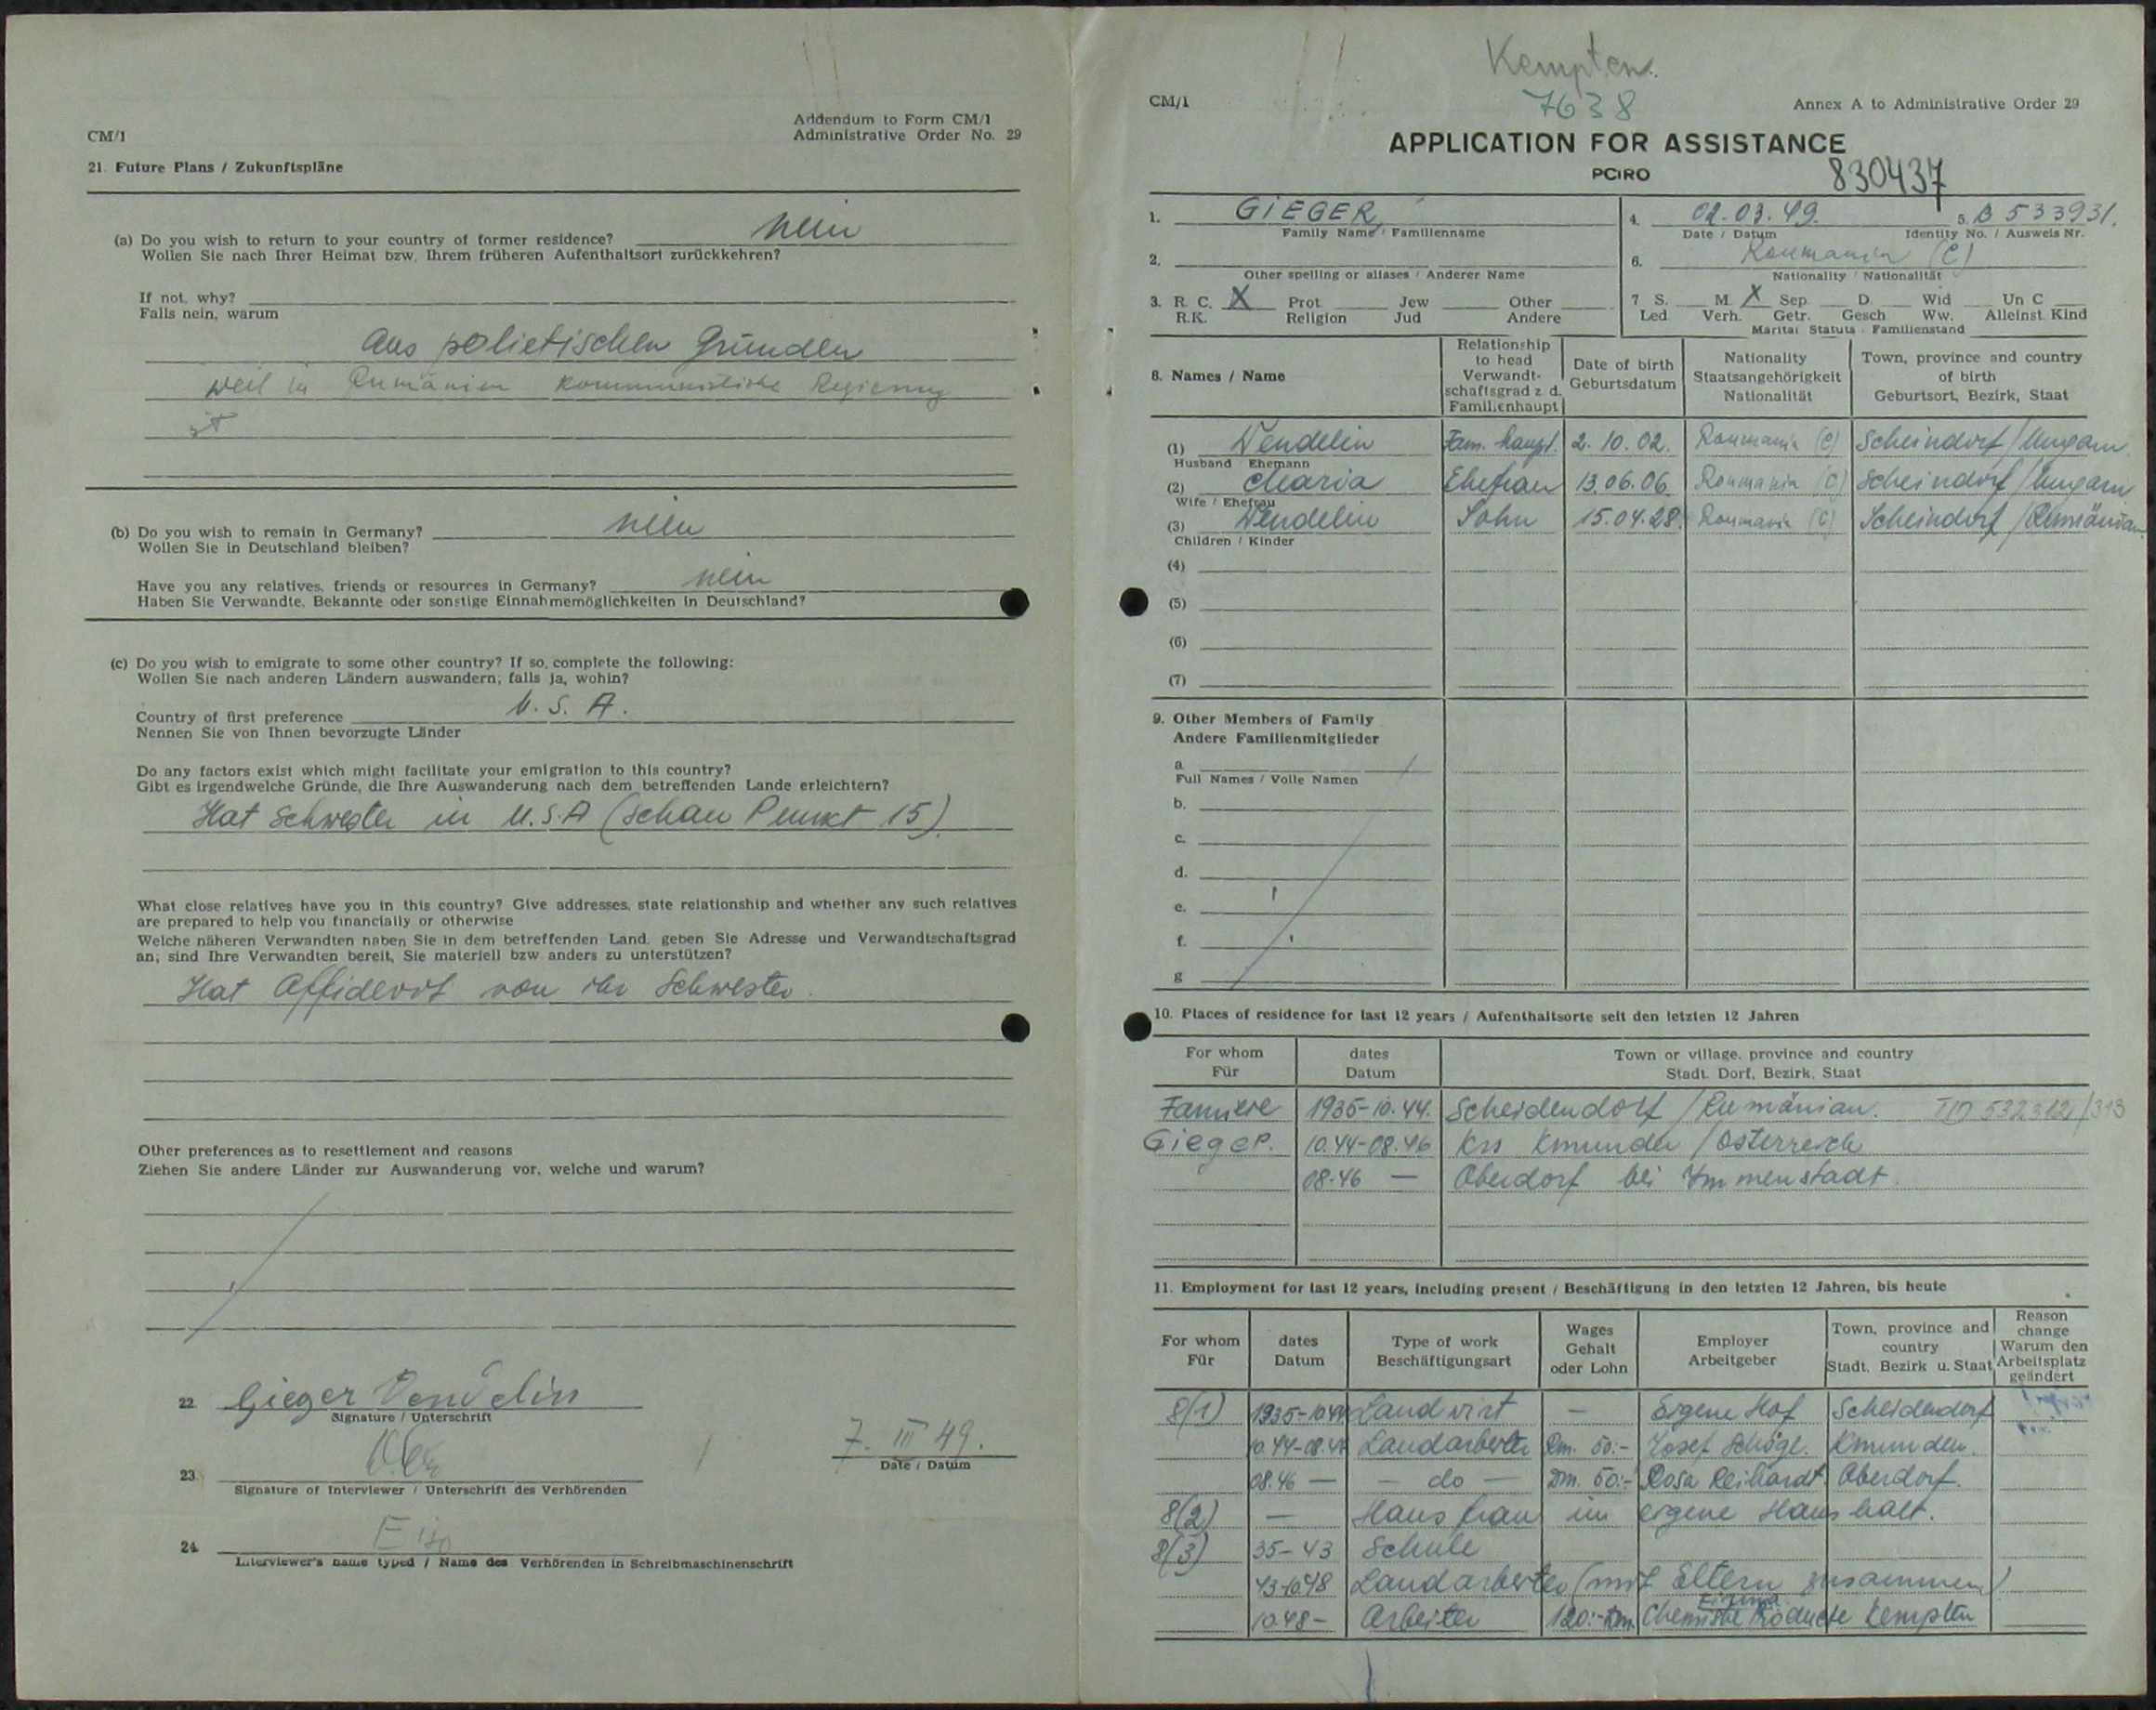 CM/1
Addendum to Form CM/1
Administrative Order No. 29
21. Future Plans / Zukunftspläne
(a) Do you wish to return to your country of former residence? nein
Wollen Sie nach Ihrer Heimat bzw. Ihrem früheren Aufenthaltsort zurückkehren?
If not, why?
Falls nein, warum
aus polietischen Gründen
weil in Rumänien kommunistische Regierung
ist
(b) Do you wish to remain in Germany? nein
Wollen Sie in Deutschland bleiben?
Have you any relatives, friends or resources in Germany? nein
Haben Sie Verwandte, Bekannte oder sonstige Einnahmemöglichkeiten in Deutschland?
(c) Do you wish to emigrate to some other country? If so, complete the following:
Wollen Sie nach anderen Ländern auswandern; falls ja, wohin?
Country of first preference U. S. A.
Nennen Sie von Ihnen bevorzugte Länder
Do any factors exist which might facilitate your emigration to this country?
Gibt es irgendwelche Gründe, die Ihre Auswanderung nach dem betreffenden Lande erleichtern?
Hat Schwester in U.S.A (schau Punkt 15).
What close relatives have you in this country? Give addresses, state relationship and whether any such relatives
are prepared to help you financially or otherwise
Welche näheren Verwandten haben Sie in dem betreffenden Land, geben Sie Adresse und Verwandtschaftsgrad
an; sind Ihre Verwandten bereit, Sie materiell bzw anders zu unterstützen?
Hat Affidevit von ihr Schwester.
Other preferences as to resettlement and reasons
Ziehen Sie andere Länder zur Auswanderung vor, welche und warum?
22. Gieger Vendelin
Signature / Unterschrift
7. III 49.
Date / Datum
23.
Signature of Interviewer / Unterschrift des Verhörenden
24.
Interviewer's name typed / Name des Verhörenden in Schreibmaschinenschrift
Kempten.
CM/1
7638
Annex A to Administrative Order 29
APPLICATION FOR ASSISTANCE
PCIRO
830437
1. GIEGER,
Family Name / Familienname
4. 02.03.49. 5. B 533931.
Date / Datum Identity No. / Ausweis Nr.
2.
Other spelling or aliases / Anderer Name
6. Roumania (C)
Nationality / Nationalität
3. R. C. X Prot. Jew Other
R.K. Religion Jud Andere
7. S. M. X Sep. D. Wid Un C
Led. Verh. Getr. Gesch Ww. Alleinst. Kind
Marital Status / Familienstand
8. Names / Name
Relationship to head Verwandtschaftsgrad z. d. Familienhaupt
Date of birth Geburtsdatum
Nationality Staatsangehörigkeit Nationalität
Town, province and country of birth Geburtsort, Bezirk, Staat
(1) Wendelin Fam. haupt. 2. 10. 02. Roumania (C) Scheindorf / Ungarn
Husband / Ehemann
(2) Maria Ehefrau 13.06.06. Roumania (C) Scheindorf / Ungarn
Wife / Ehefrau
(3) Wendelin Sohn 15.04.28. Roumania (C) Scheindorf / Rumänian
Children / Kinder
(4)
(5)
(6)
(7)
9. Other Members of Family
Andere Familienmitglieder
a.
Full Names / Volle Namen
b.
c.
d.
e.
f.
g
10. Places of residence for last 12 years / Aufenthaltsorte seit den letzten 12 Jahren
For whom Für
dates Datum
Town or village, province and country
Stadt. Dorf, Bezirk, Staat
Familie 1935-10.44. Scheidendorf / Rumänian. 532312/313
Gieger. 10.44-08.46 Krs Kmunden / Österreich
08.46 — Oberdorf bei Immenstadt.
11. Employment for last 12 years, including present / Beschäftigung in den letzten 12 Jahren, bis heute
For whom Für
dates Datum
Type of work Beschäftigungsart
Wages Gehalt oder Lohn
Employer Arbeitgeber
Town, province and country Stadt, Bezirk u. Staat
Reason change Warum den Arbeitsplatz geändert
8(1) 1935-10.44 Landwirt — Eigene Hof Scheidendorf
10.44-08.46 Landarbeiter Rm. 50.- Josef Schögl. Kmunden.
08.46 — — do — Dm. 50.- Rosa Reihardt. Oberdorf.
8(2) — Hausfrau im eigene Haushalt.
8(3) 35-43 Schule
43-10.48 Landarbeiter (mit Eltern zusammen)
10.48- Arbeiter 120.- Dm. Firma Chemische Producte Kempten